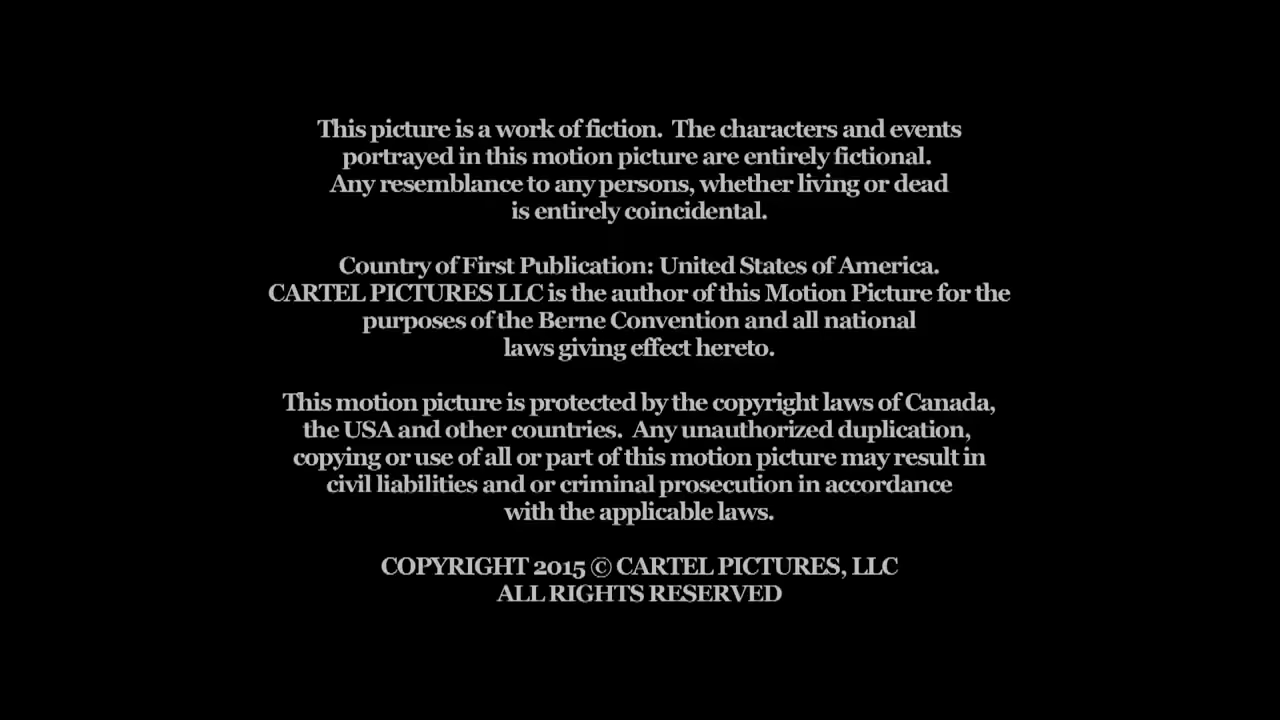 This picture is a work of fiction.  The characters and events
portrayed in this motion picture are entirely fictional.
Any resemblance to any persons, whether living or dead
is entirely coincidental.
Country of First Publication: United States of America.
CARTEL PICTURES LLC is the author of this Motion Picture for the
purposes of the Berne Convention and all national
laws giving effect hereto.
This motion picture is protected by the copyright laws of Canada,
the USA and other countries.  Any unauthorized duplication,
copying or use of all or part of this motion picture may result in
civil liabilities and or criminal prosecution in accordance
with the applicable laws.
COPYRIGHT 2015 © CARTEL PICTURES, LLC
ALL RIGHTS RESERVED